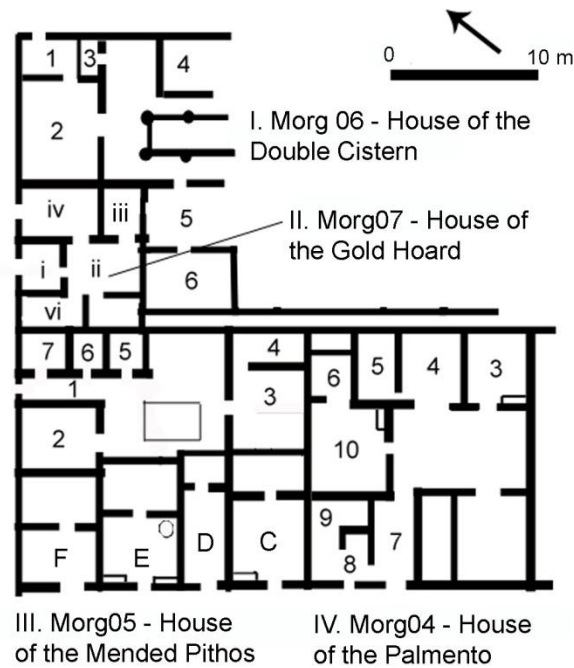 1 3 4
0 10 m
2
I. Morg 06 - House of the
Double Cistern
iv iii 5
II. Morg07 - House of
the Gold Hoard
i ii 6
vi
7 6 5 4 6 5 4 3
1
3
2
10
9
F E D C 8 7
III. Morg05 - House
of the Mended Pithos
IV. Morg04 - House
of the Palmento